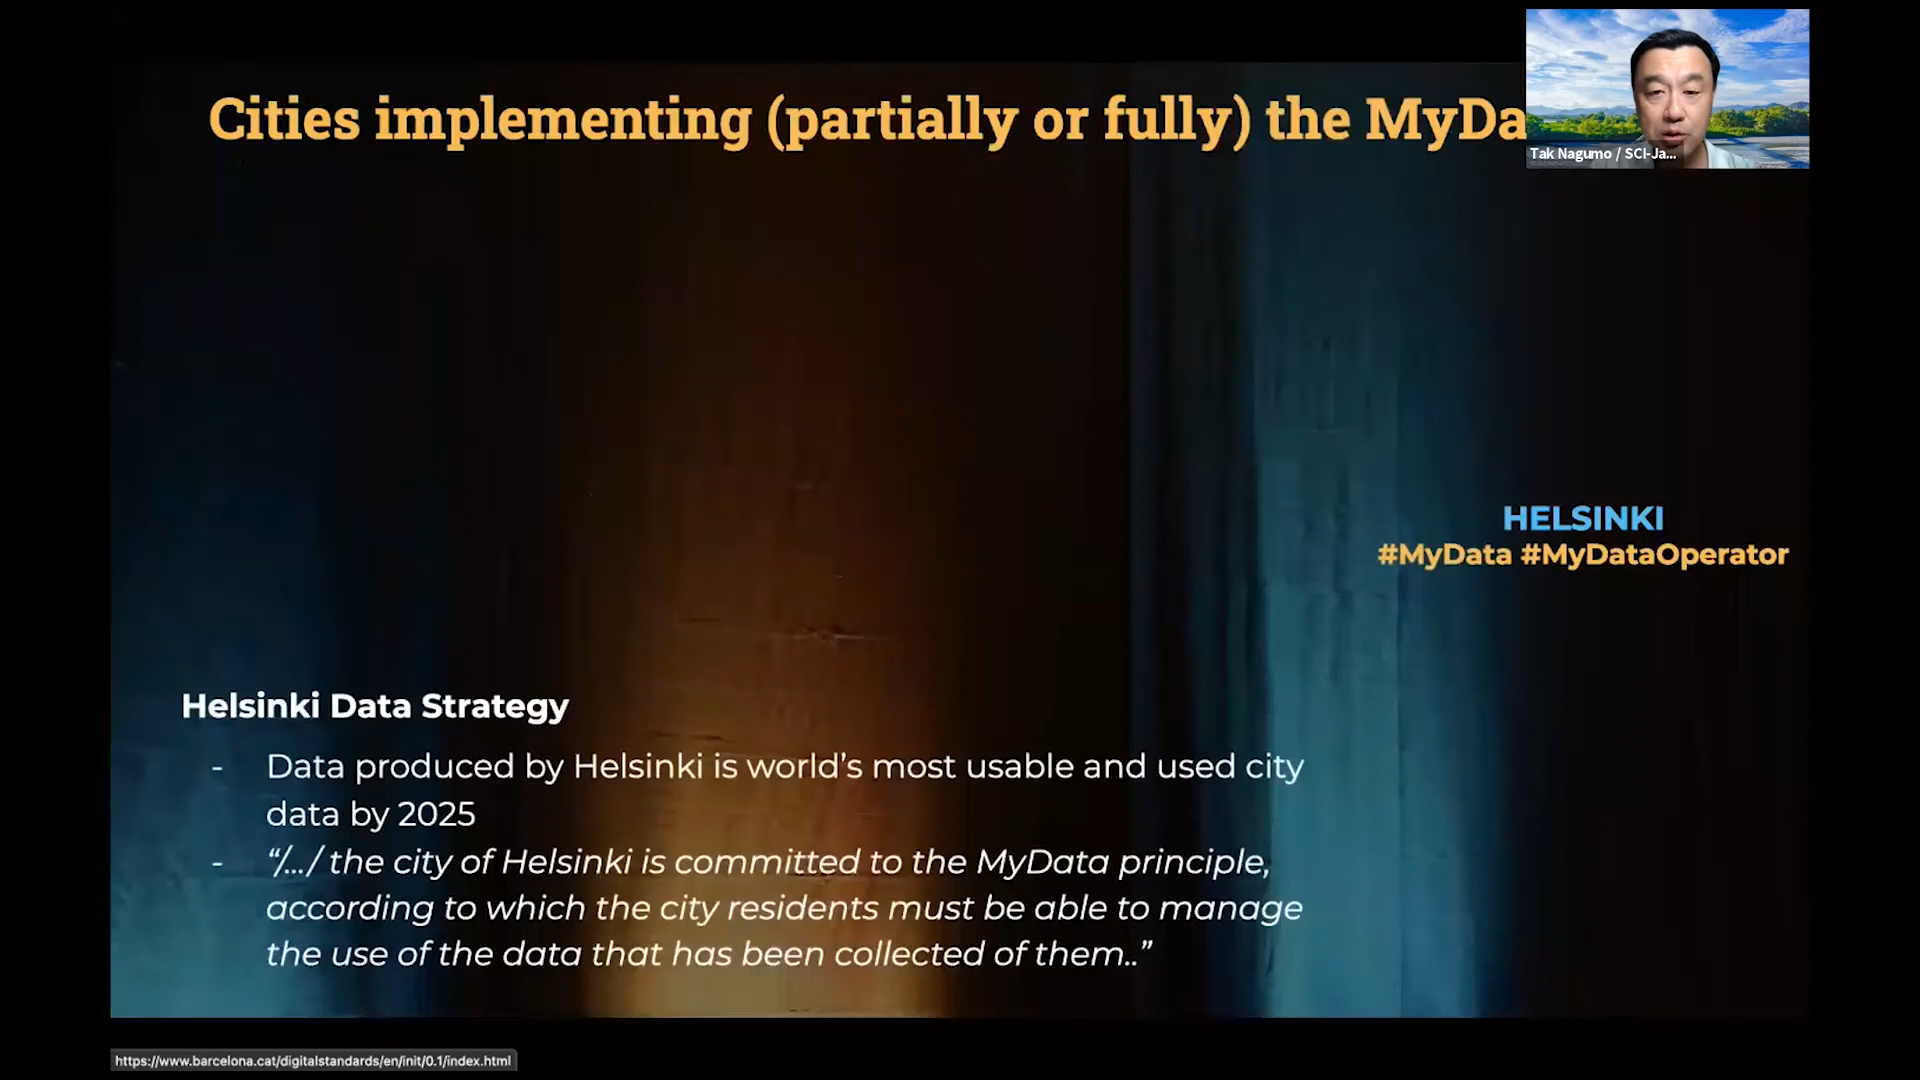 Cities implementing (partially or fully) the MyDa
Tak Nagumo / SCI-Ja...
HELSINKI
#MyData #MyDataOperator
Helsinki Data Strategy
- Data produced by Helsinki is world's most usable and used city
data by 2025
- “/.../ the city of Helsinki is committed to the MyData principle,
according to which the city residents must be able to manage
the use of the data that has been collected of them..”
https://www.barcelona.cat/digitalstandards/en/init/0.1/index.html